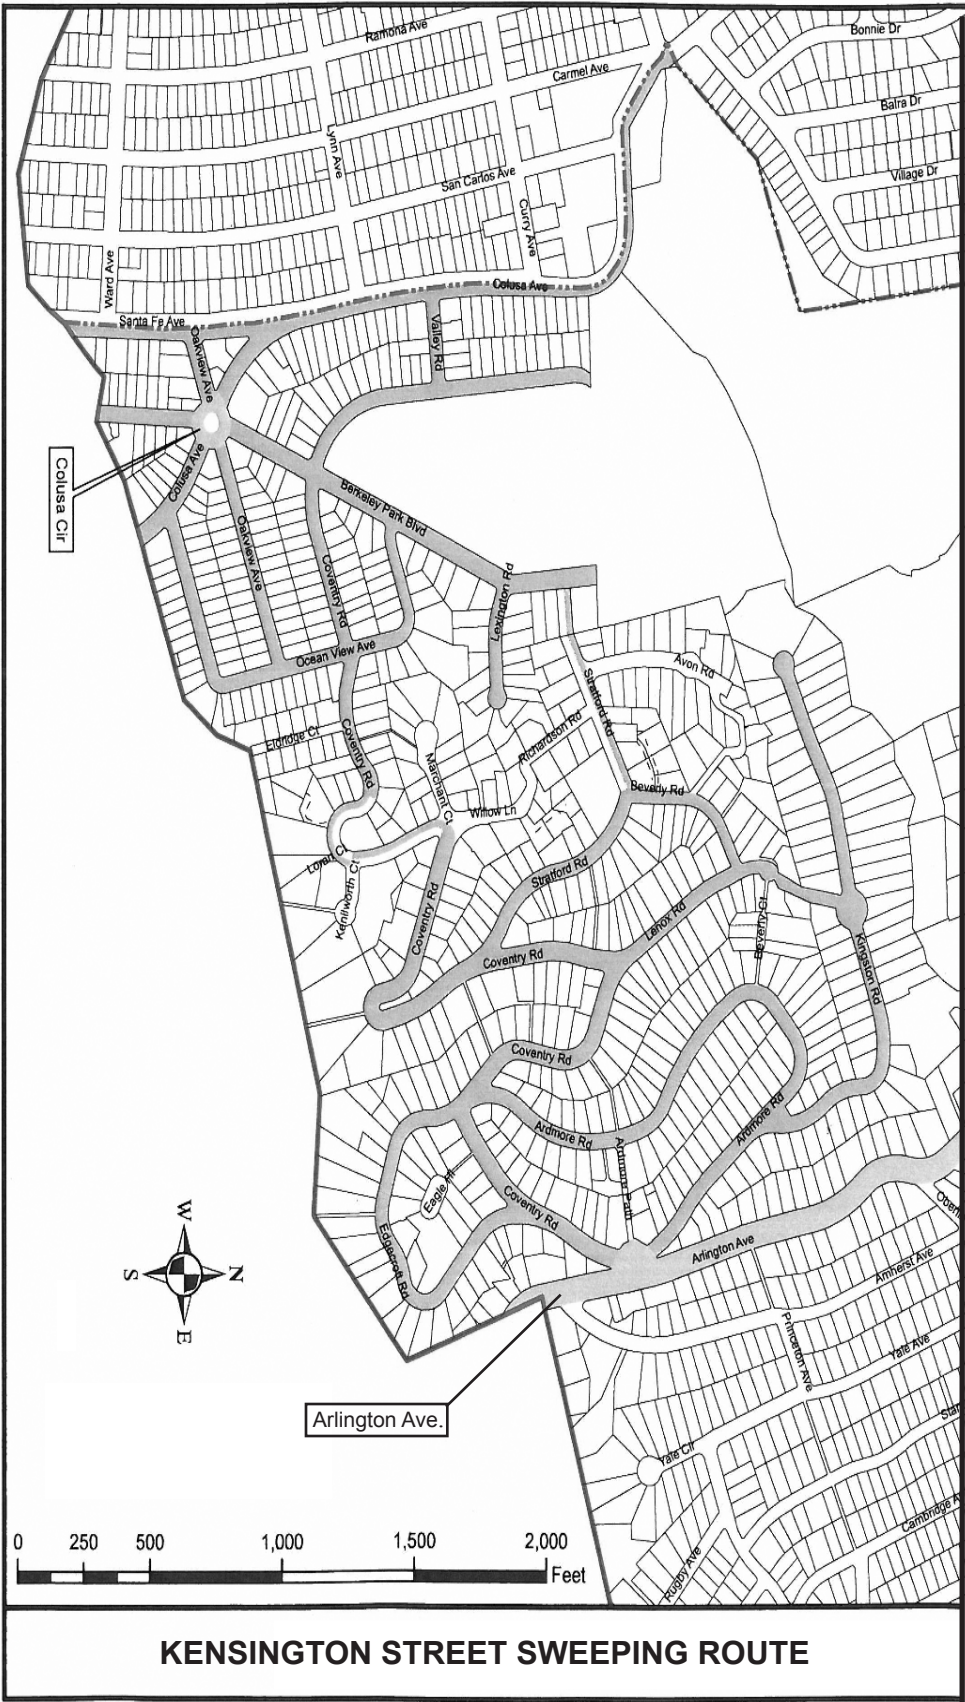 Ramona Ave
Bonnie Dr
Carmel Ave
Balra Dr
Lynn Ave
San Carlos Ave
Village Dr
Curry Ave
Ward Ave
Colusa Ave
Santa Fe Ave
Valley Rd
Oakview Ave
Colusa Cir
Colusa Ave
Berkeley Park Blvd
Oakview Ave
Coventry Rd
Lexington Rd
Ocean View Ave
Avon Rd
Stratford Rd
Richardson Rd
Eldridge Ct
Coventry Rd
Marchant Ct
Beverly Rd
Willow Ln
Loran Ct
Kenilworth Ct
Stratford Rd
Coventry Rd
Lenox Rd
Beverly Ct
Coventry Rd
Kingston Rd
Coventry Rd
Ardmore Rd
Ardmore Rd
Ardmore Path
Eagle Hl
Coventry Rd
Edgecroft Rd
Arlington Ave
Amherst Ave
Princeton Ave
Yale Ave
Arlington Ave.
Yale Cir
Cambridge A
Rugby Ave
W
S
N
E
0 250 500 1,000 1,500 2,000
Feet
KENSINGTON STREET SWEEPING ROUTE